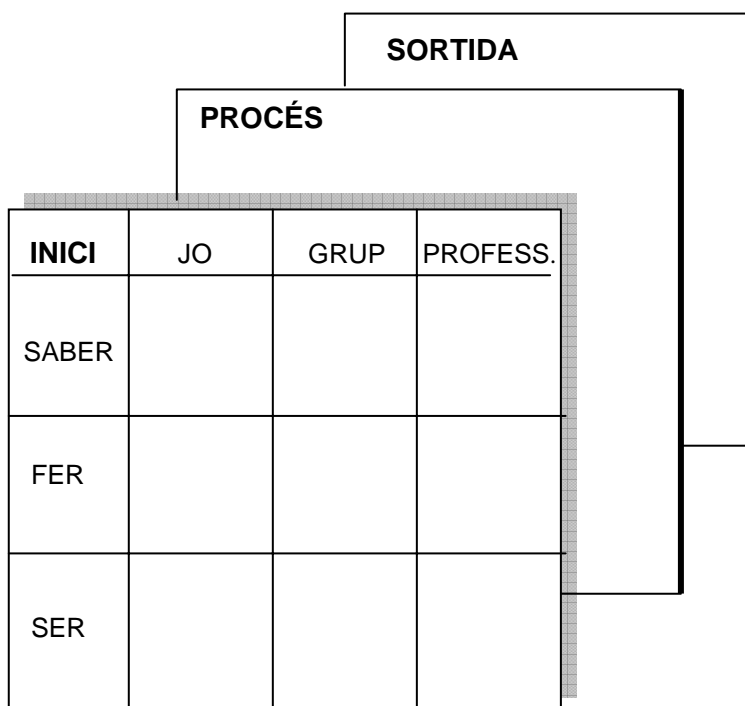 SORTIDA
PROCÉS
INICI JO GRUP PROFESS.
SABER
FER
SER